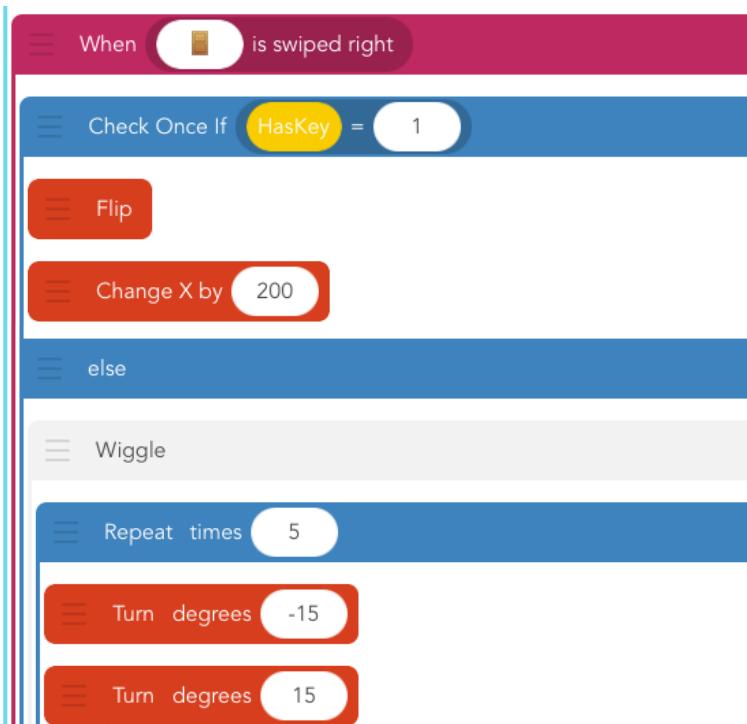 When is swiped right
Check Once If HasKey = 1
Flip
Change X by 200
else
Wiggle
Repeat times 5
Turn degrees -15
Turn degrees 15